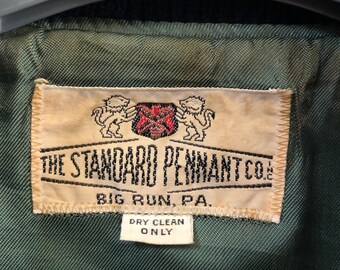 THE STANDARD PENNANT CO. INC
BIG RUN, PA.
DRY CLEAN
ONLY